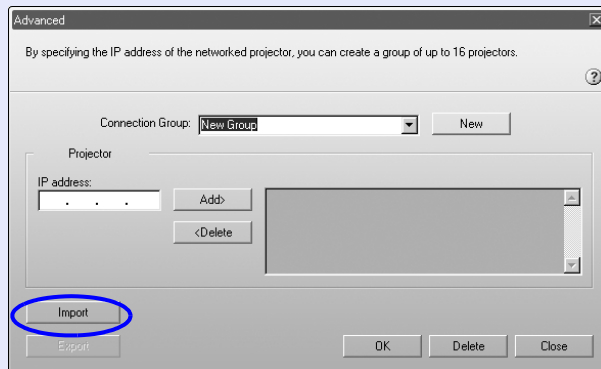 Advanced
By specifying the IP address of the networked projector, you can create a group of up to 16 projectors.
?
Connection Group: New Group New
Projector
IP address:
. . . Add>
<Delete
Import
Export
OK Delete Close